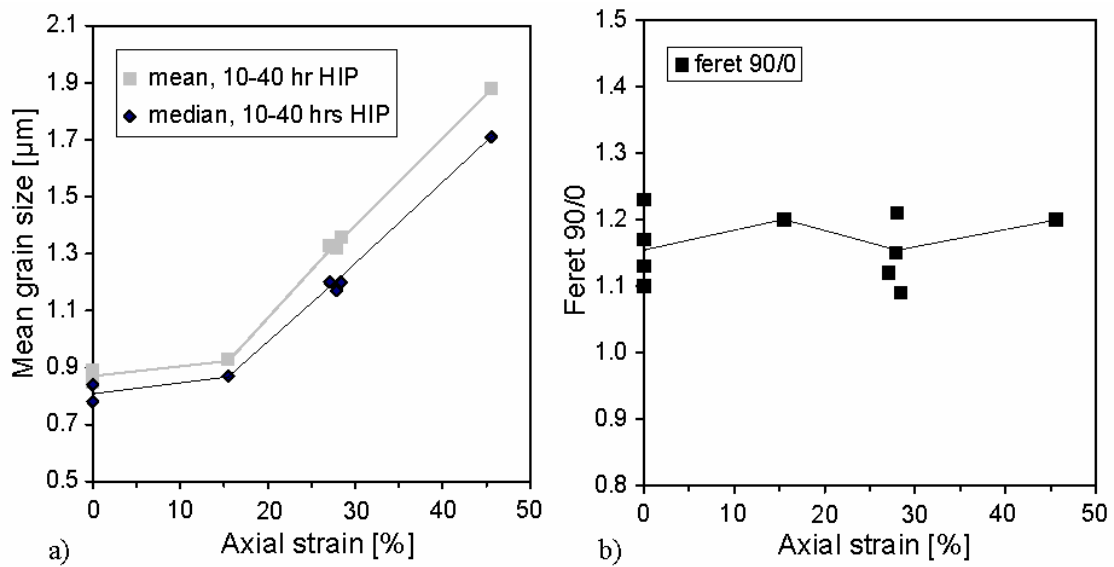 2.1
1.9
1.7
1.5
1.3
1.1
0.9
0.7
0.5
Mean grain size [µm]
mean, 10-40 hr HIP
median, 10-40 hrs HIP
0 10 20 30 40 50
Axial strain [%]
a)
1.5
1.4
1.3
1.2
1.1
1.0
0.9
0.8
Feret 90/0
feret 90/0
0 10 20 30 40 50
Axial strain [%]
b)